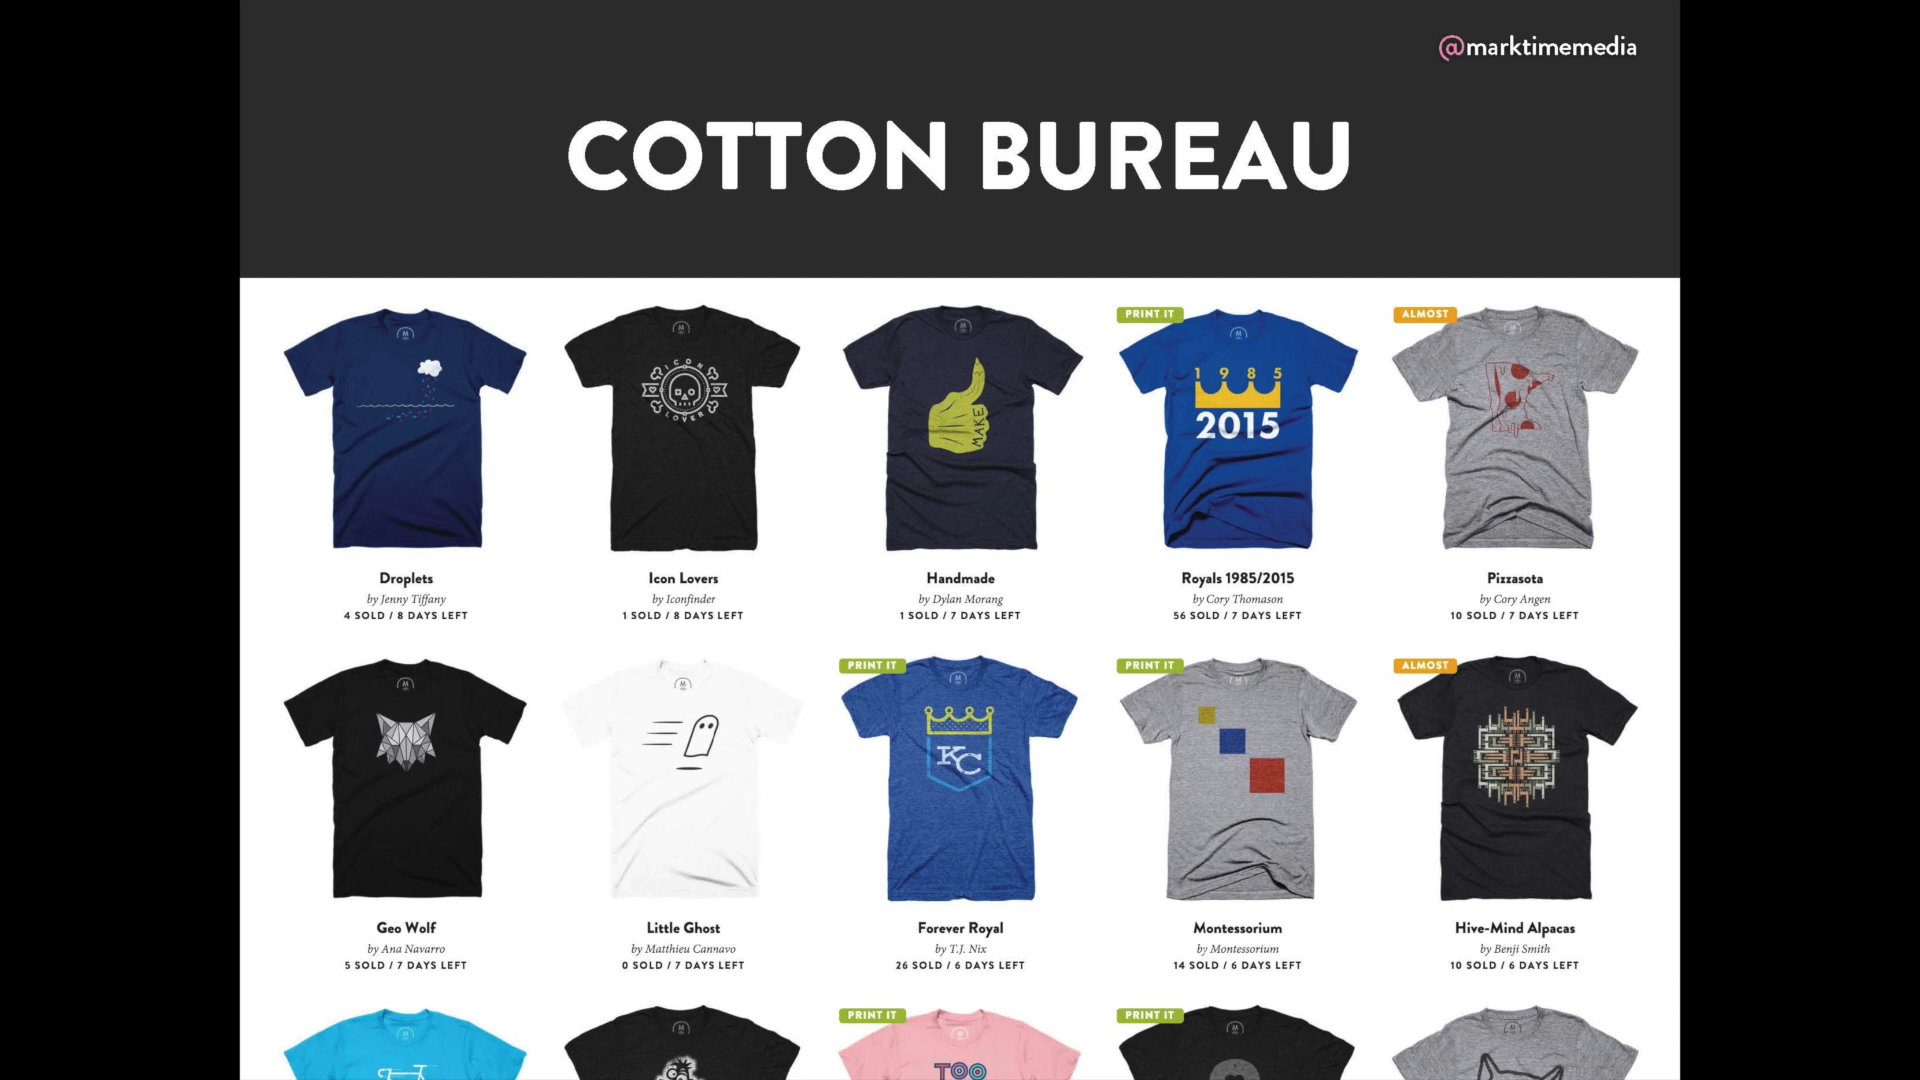 @marktimemedia
COTTON BUREAU
PRINT IT
ALMOST
ICON
LOVER
MAKE
1985
2015
Droplets
by Jenny Tiffany
4 SOLD / 8 DAYS LEFT
Icon Lovers
by Iconfinder
1 SOLD / 8 DAYS LEFT
Handmade
by Dylan Morang
1 SOLD / 7 DAYS LEFT
Royals 1985/2015
by Cory Thomason
56 SOLD / 7 DAYS LEFT
Pizzasota
by Cory Angen
10 SOLD / 7 DAYS LEFT
PRINT IT
PRINT IT
ALMOST
KC
Geo Wolf
by Ana Navarro
5 SOLD / 7 DAYS LEFT
Little Ghost
by Matthieu Cannavo
0 SOLD / 7 DAYS LEFT
Forever Royal
by T.J. Nix
26 SOLD / 6 DAYS LEFT
Montessorium
by Montessorium
14 SOLD / 6 DAYS LEFT
Hive-Mind Alpacas
by Benji Smith
10 SOLD / 6 DAYS LEFT
PRINT IT
PRINT IT
TOO